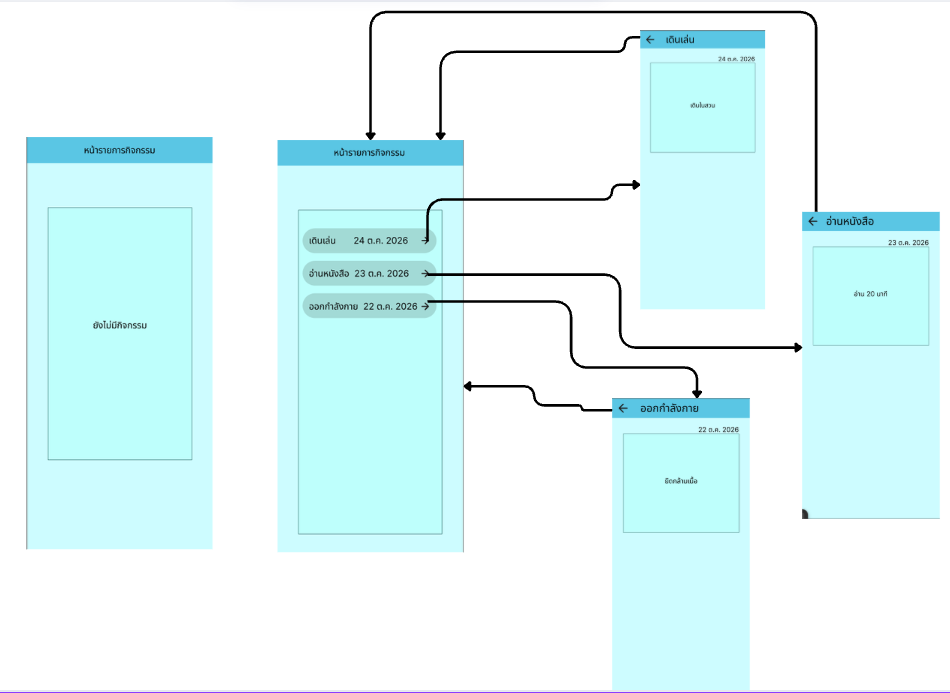 หน้ารายการกิจกรรม
ยังไม่มีกิจกรรม
หน้ารายการกิจกรรม
เดินเล่น 24 ต.ค. 2026 →
อ่านหนังสือ 23 ต.ค. 2026 →
ออกกำลังกาย 22 ต.ค. 2026 →
← เดินเล่น
24 ต.ค. 2026
เดินในสวน
← อ่านหนังสือ
23 ต.ค. 2026
อ่าน 20 นาที
← ออกกำลังกาย
22 ต.ค. 2026
ยืดกล้ามเนื้อ